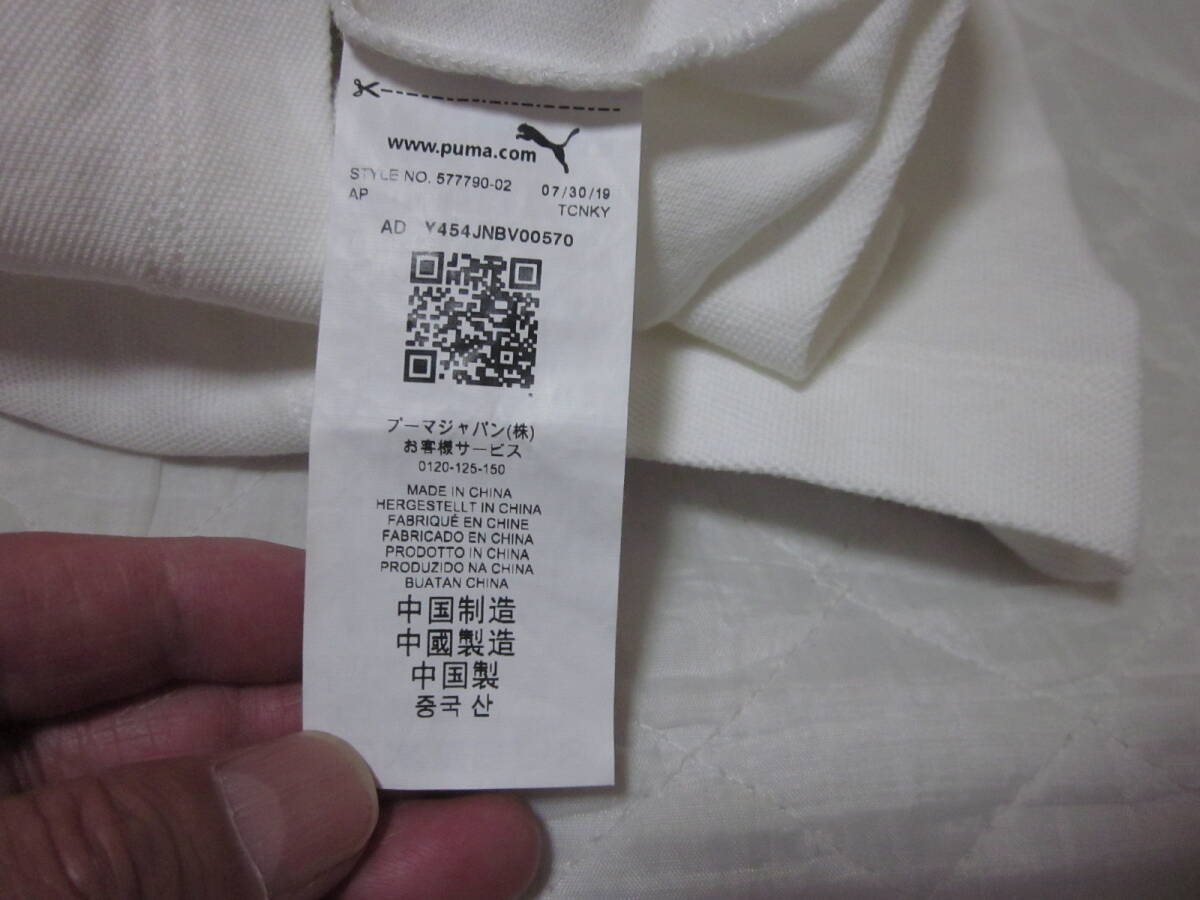 www.puma.com
STYLE NO. 577790-02 07/30/19
AP TCNKY
AD Y454JNBV00570
プーマジャパン(株)
お客様サービス
0120-125-150
MADE IN CHINA
HERGESTELLT IN CHINA
FABRIQUÉ EN CHINE
FABRICADO EN CHINA
PRODOTTO IN CHINA
PRODUZIDO NA CHINA
BUATAN CHINA
中国制造
中國製造
中国製
중국 산